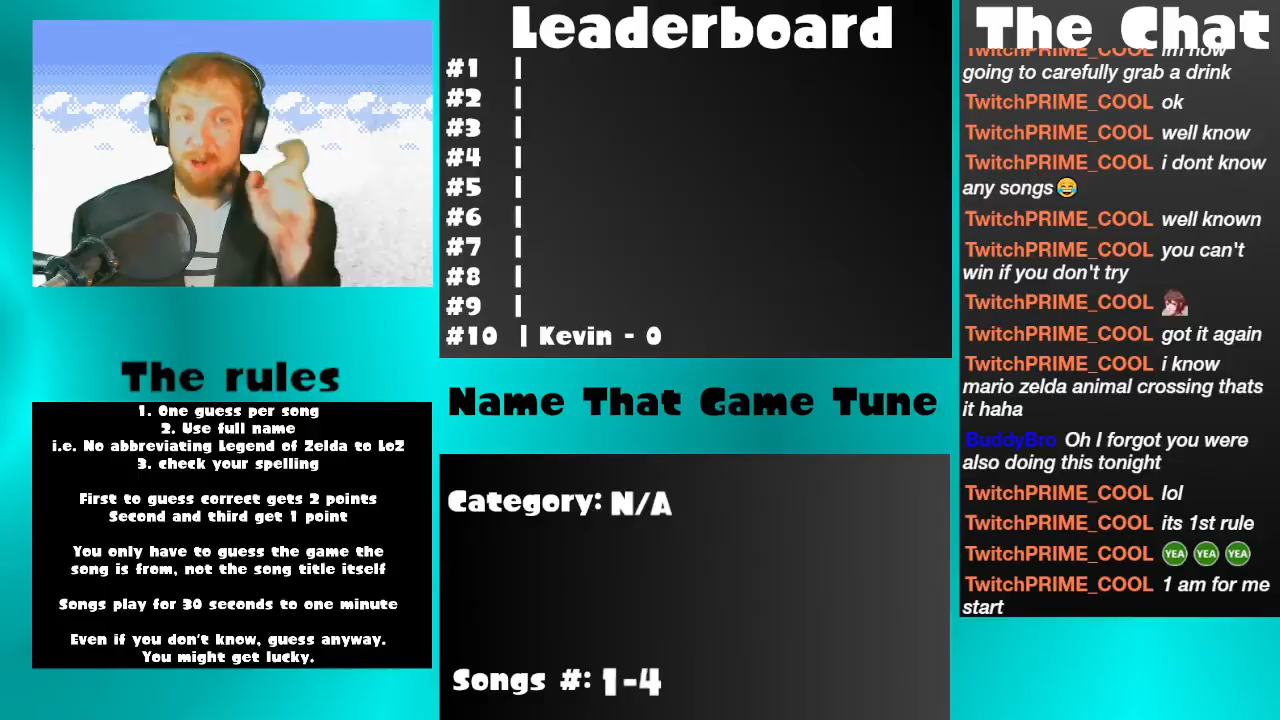 Leaderboard
#1 |
#2 |
#3 |
#4 |
#5 |
#6 |
#7 |
#8 |
#9 |
#10 | Kevin - 0
The rules
1. One guess per song
2. Use full name
i.e. No abbreviating Legend of Zelda to LoZ
3. check your spelling
First to guess correct gets 2 points
Second and third get 1 point
You only have to guess the game the
song is from, not the song title itself
Songs play for 30 seconds to one minute
Even if you don't know, guess anyway.
You might get lucky.
Name That Game Tune
Category: N/A
Songs #: 1-4
The Chat
TwitchPRIME_COOL im now
going to carefully grab a drink
TwitchPRIME_COOL ok
TwitchPRIME_COOL well know
TwitchPRIME_COOL i dont know
any songs😂
TwitchPRIME_COOL well known
TwitchPRIME_COOL you can't
win if you don't try
TwitchPRIME_COOL
TwitchPRIME_COOL got it again
TwitchPRIME_COOL i know
mario zelda animal crossing thats
it haha
BuddyBro Oh I forgot you were
also doing this tonight
TwitchPRIME_COOL lol
TwitchPRIME_COOL its 1st rule
TwitchPRIME_COOL YEA YEA YEA
TwitchPRIME_COOL 1 am for me
start